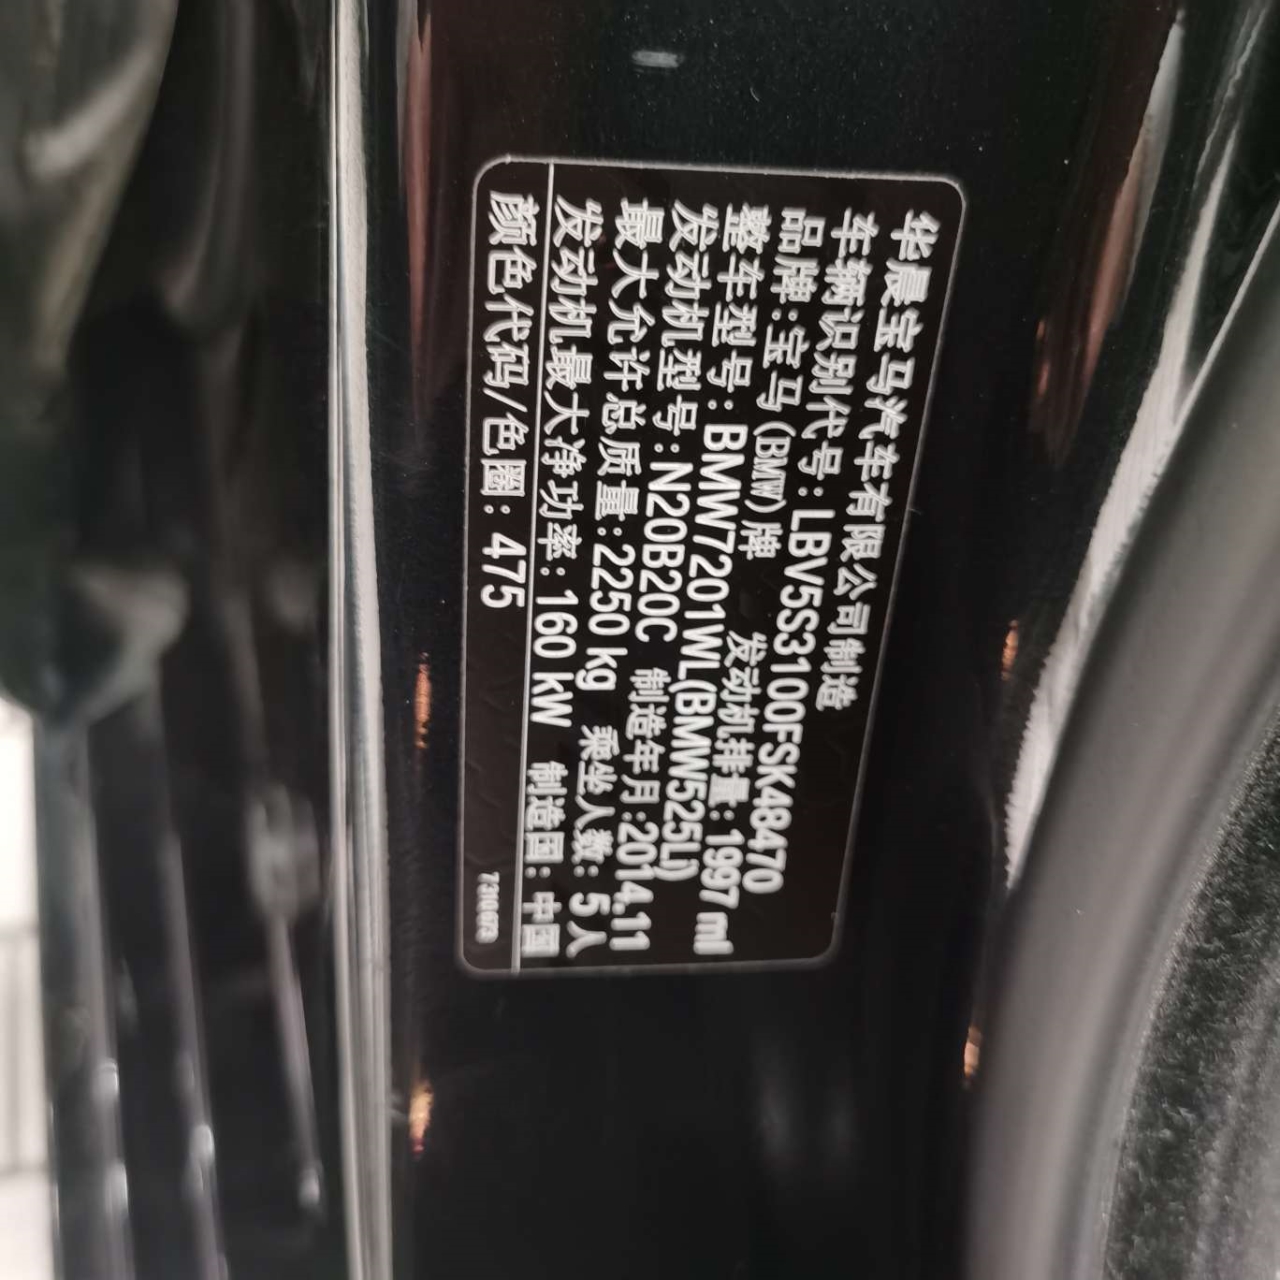 华晨宝马汽车有限公司制造
车辆识别代号:LBV5S3100FSK48470
品牌:宝马(BMW)牌 发动机排量:1997 ml
整车型号:BMW7201WL(BMW525Li)
发动机型号:N20B20C 制造年月:2014.11
最大允许总质量:2250 kg 乘坐人数:5人
发动机最大净功率:160 kW 制造国:中国
颜色代码/色圈:475
7310673